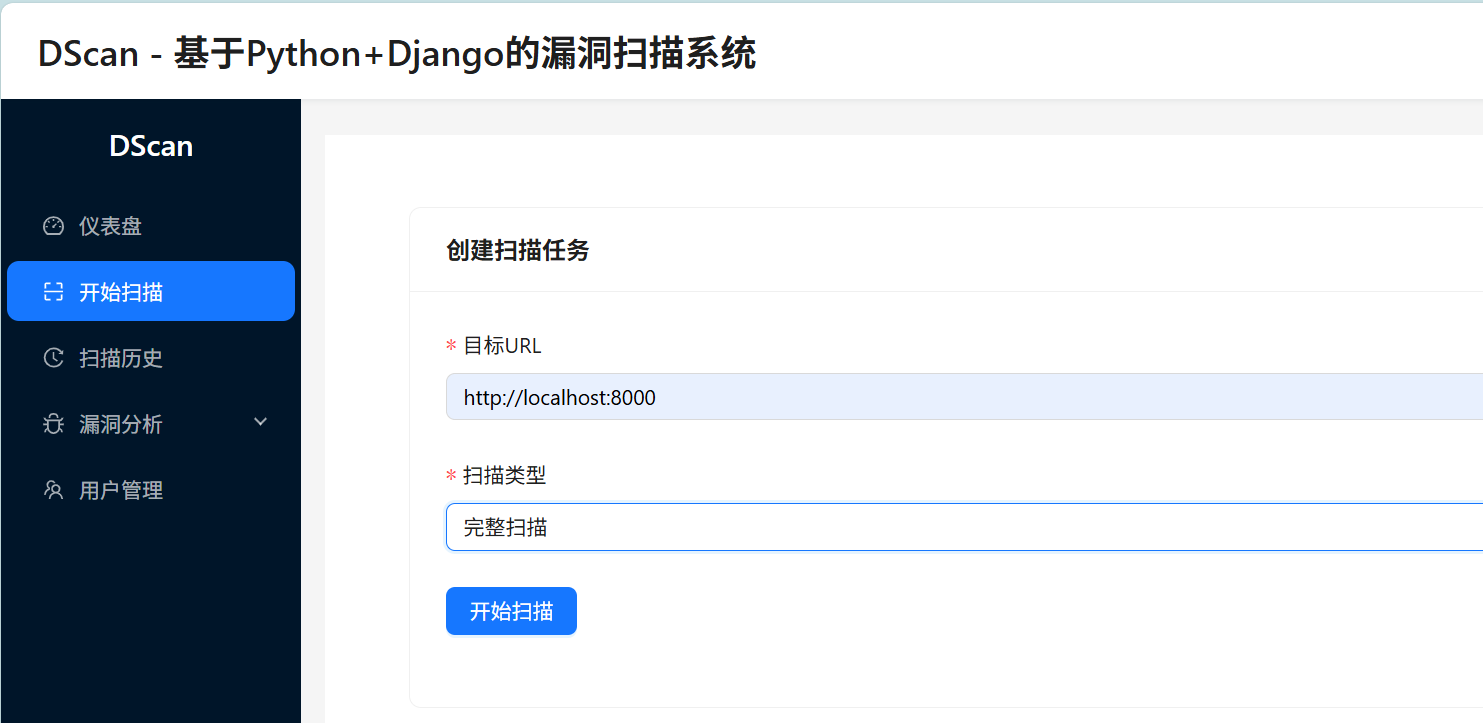 DScan - 基于Python+Django的漏洞扫描系统
DScan
仪表盘
开始扫描
扫描历史
漏洞分析
用户管理
创建扫描任务
* 目标URL
http://localhost:8000
* 扫描类型
完整扫描
开始扫描